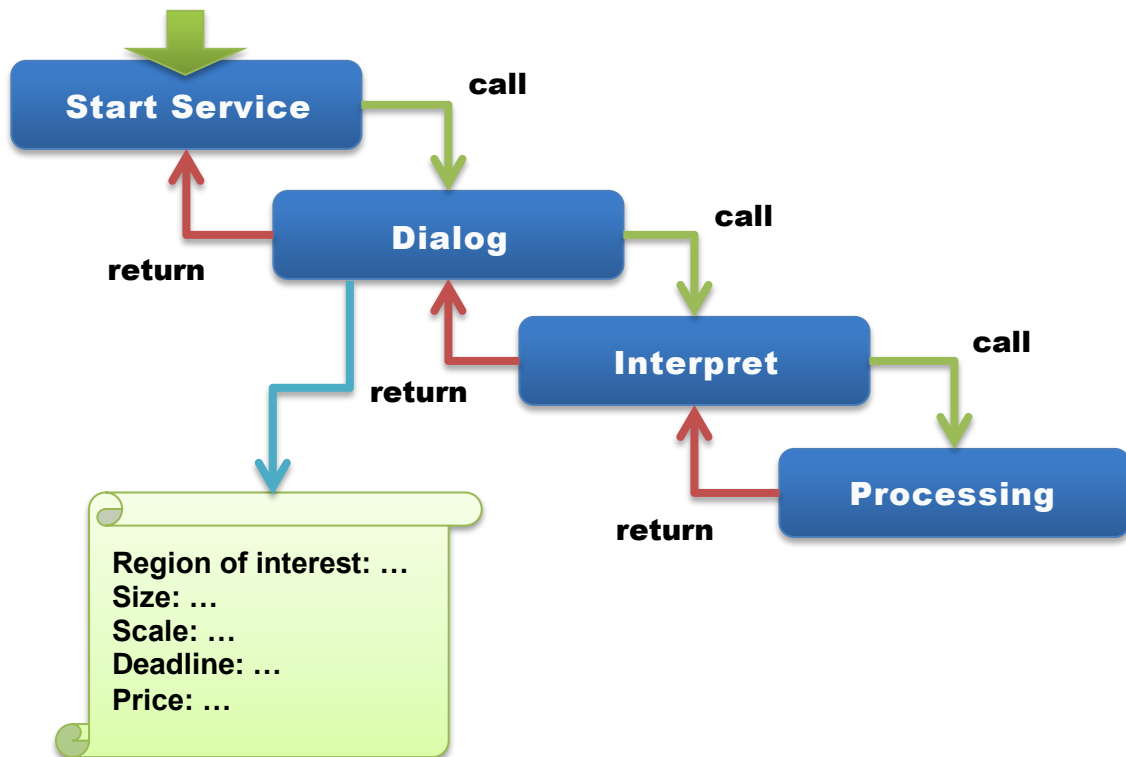 call
Start Service
call
Dialog
return
call
Interpret
return
Processing
return
Region of interest: …
Size: …
Scale: …
Deadline: …
Price: …